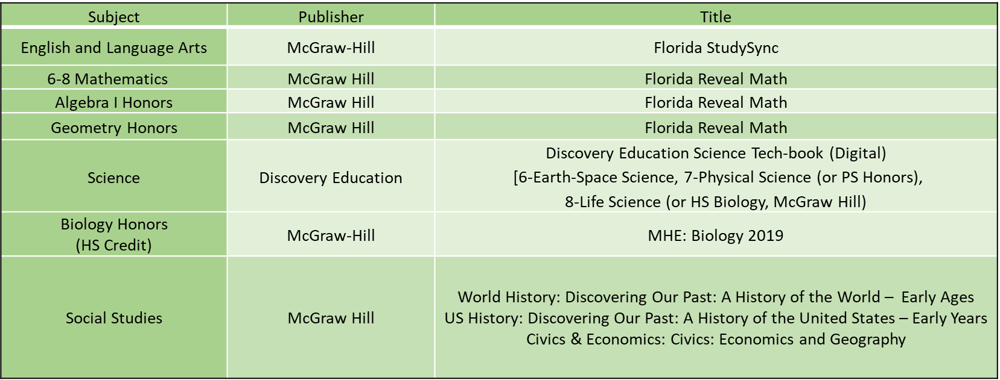 Subject Publisher Title
English and Language Arts McGraw-Hill Florida StudySync
6-8 Mathematics McGraw Hill Florida Reveal Math
Algebra I Honors McGraw Hill Florida Reveal Math
Geometry Honors McGraw Hill Florida Reveal Math
Science Discovery Education Discovery Education Science Tech-book (Digital)
[6-Earth-Space Science, 7-Physical Science (or PS Honors),
8-Life Science (or HS Biology, McGraw Hill)
Biology Honors
(HS Credit) McGraw-Hill MHE: Biology 2019
Social Studies McGraw Hill World History: Discovering Our Past: A History of the World – Early Ages
US History: Discovering Our Past: A History of the United States – Early Years
Civics & Economics: Civics: Economics and Geography